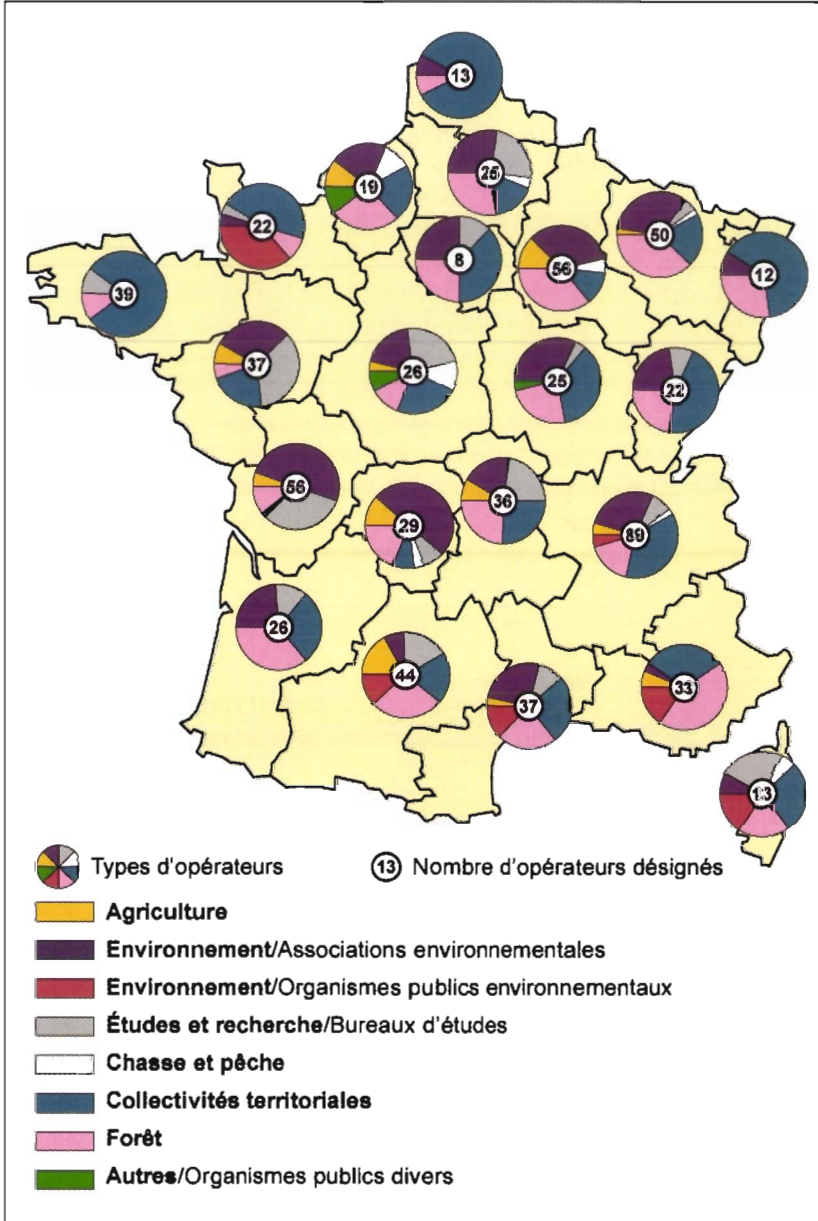 13
25
19
50
22
8
56
12
39
37
26
25
22
56
36
29
89
26
44
37
33
13
Types d'opérateurs
13 Nombre d'opérateurs désignés
Agriculture
Environnement/Associations environnementales
Environnement/Organismes publics environnementaux
Études et recherche/Bureaux d'études
Chasse et pêche
Collectivités territoriales
Forêt
Autres/Organismes publics divers